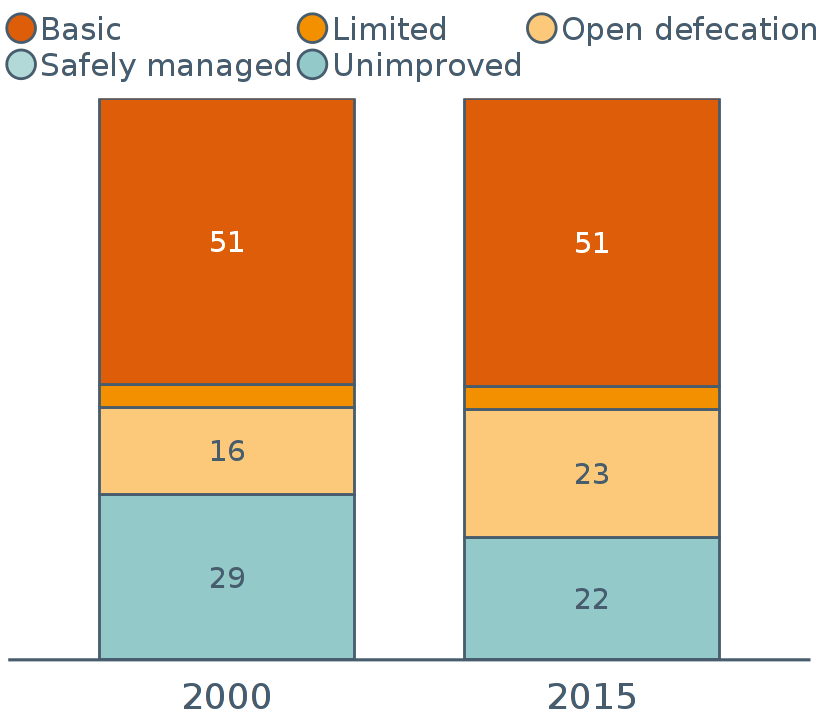 Basic Limited Open defecation
Safely managed Unimproved
51 51
16 23
29 22
2000 2015